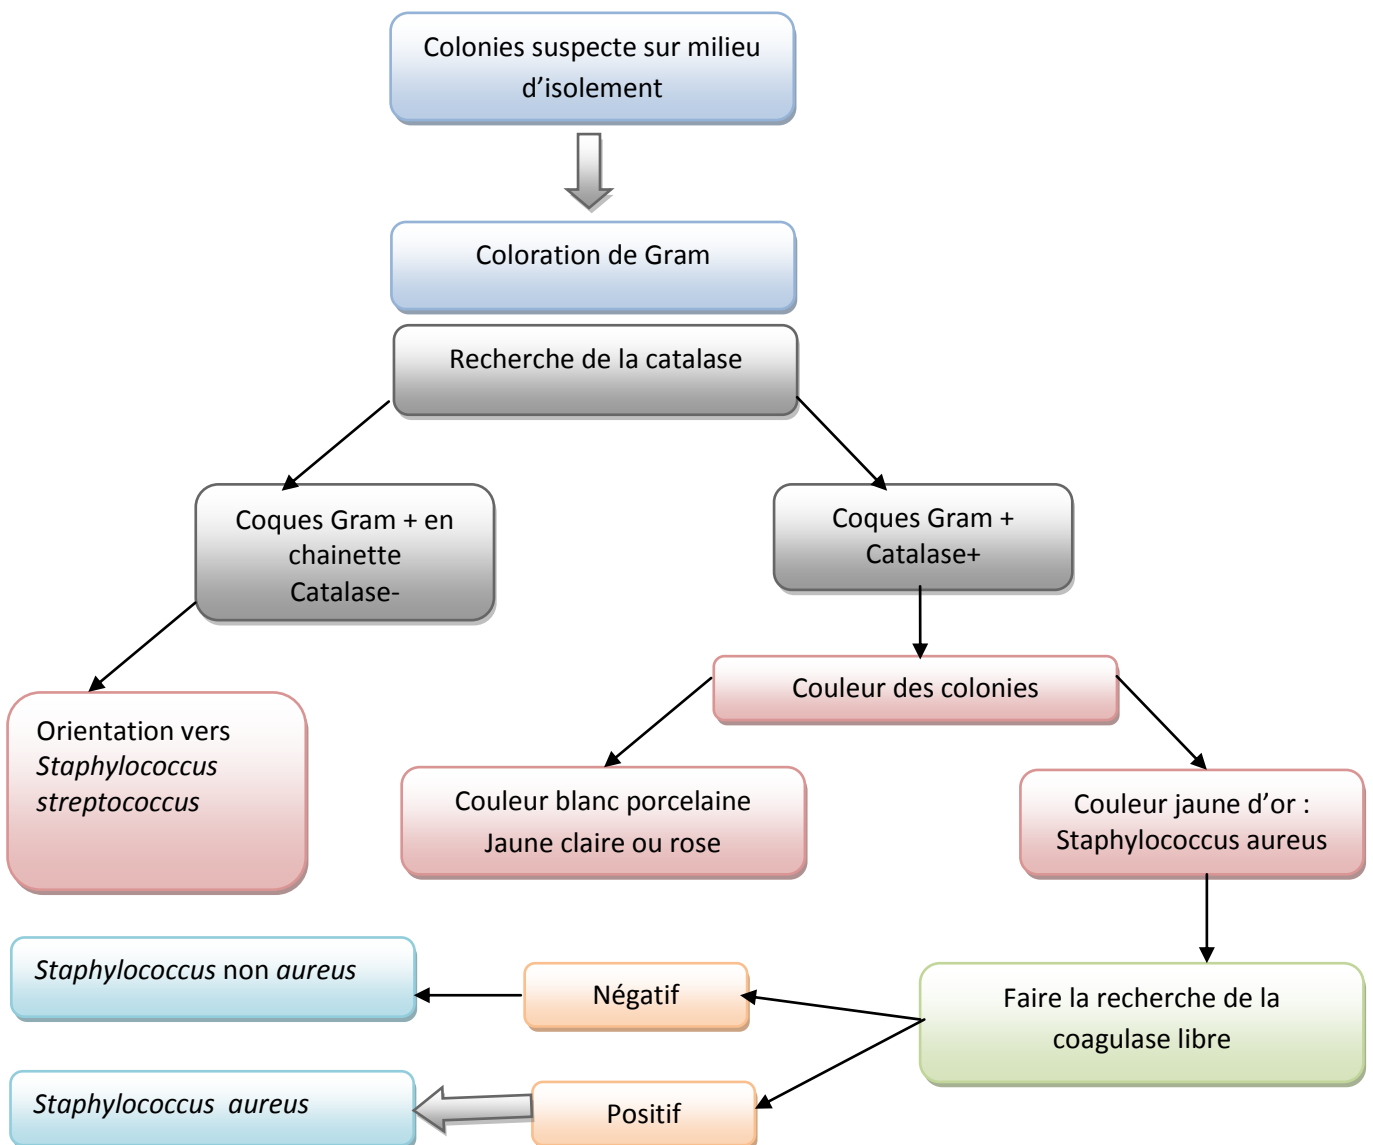 Colonies suspecte sur milieu
d’isolement
Coloration de Gram
Recherche de la catalase
Coques Gram + en
chainette
Catalase-
Coques Gram +
Catalase+
Couleur des colonies
Orientation vers
Staphylococcus
streptococcus
Couleur blanc porcelaine
Jaune claire ou rose
Couleur jaune d’or :
Staphylococcus aureus
Staphylococcus non aureus
Négatif
Faire la recherche de la
coagulase libre
Staphylococcus aureus
Positif